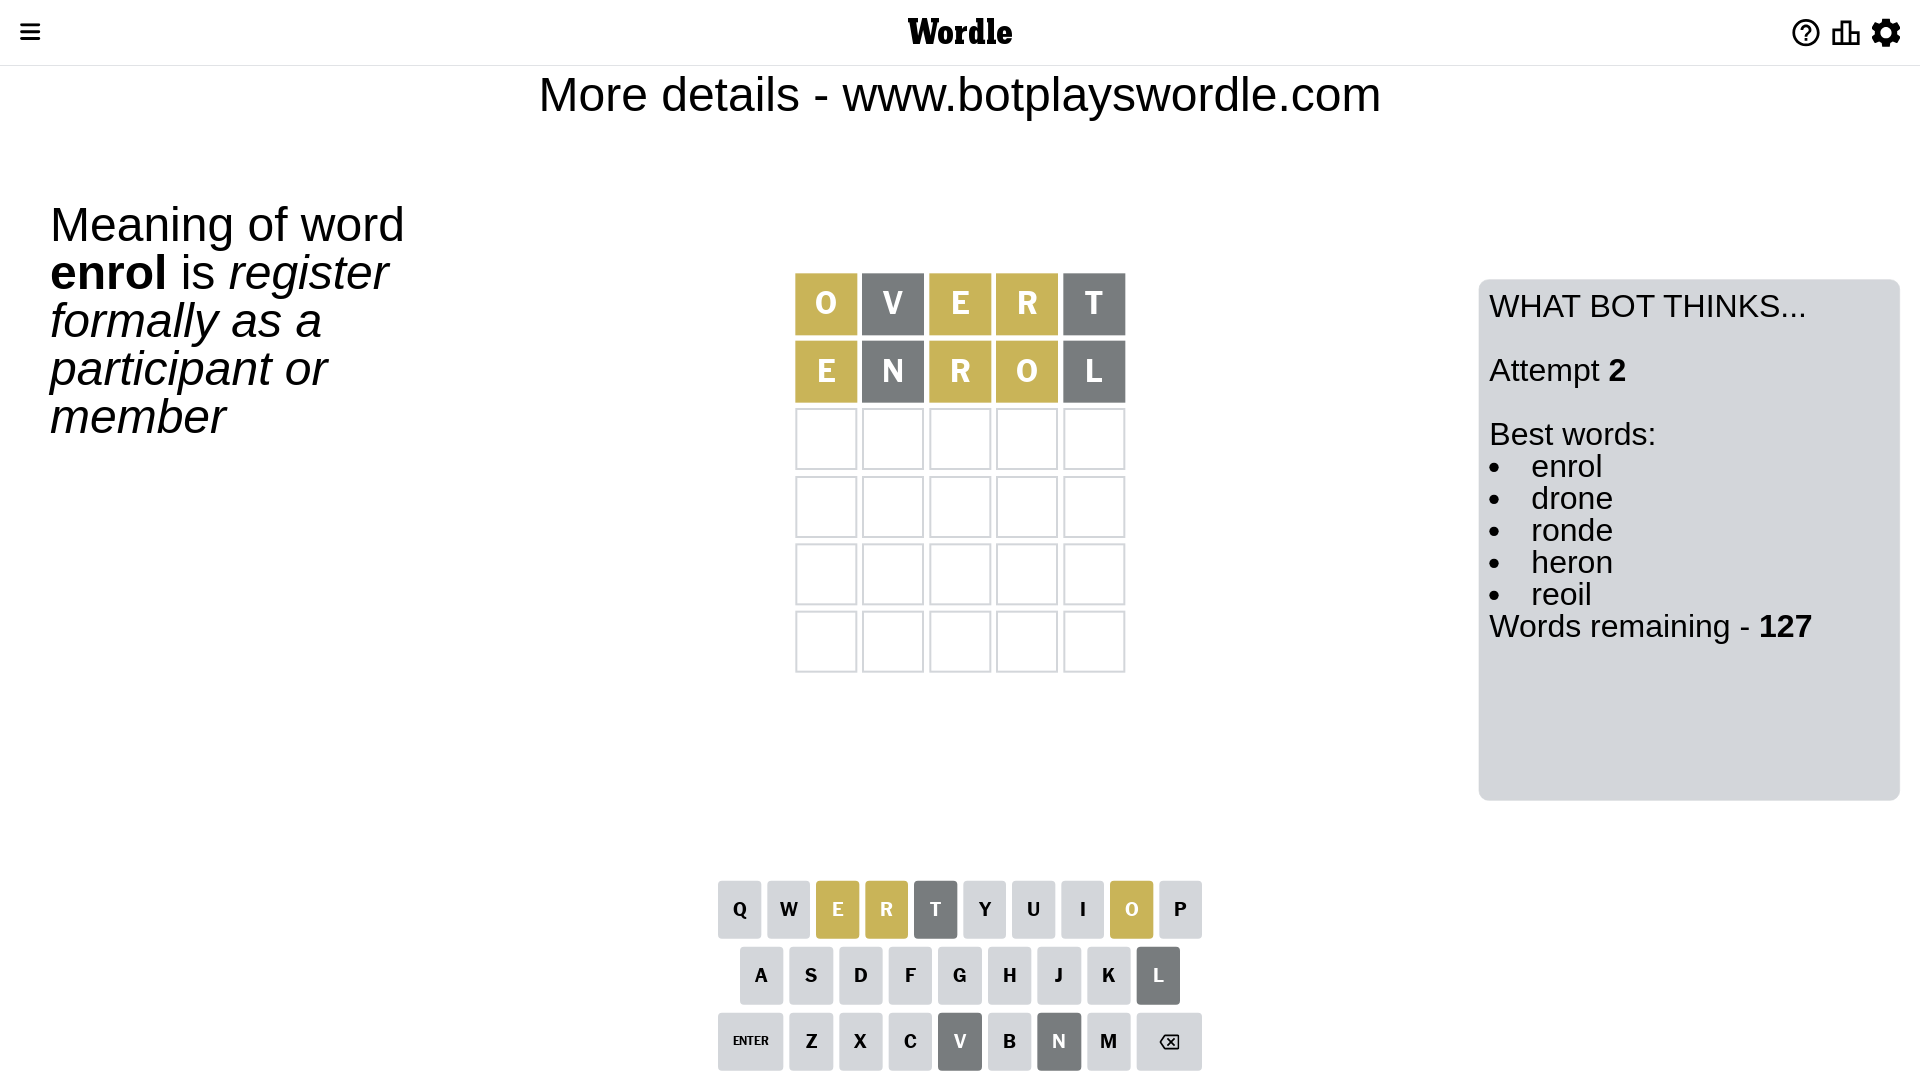 Wordle
More details - www.botplayswordle.com
Meaning of word
enrol is register
formally as a
participant or
member
O V E R T
E N R O L
WHAT BOT THINKS...
Attempt 2
Best words:
• enrol
• drone
• ronde
• heron
• reoil
Words remaining - 127
Q W E R T Y U I O P
A S D F G H J K L
ENTER Z X C V B N M